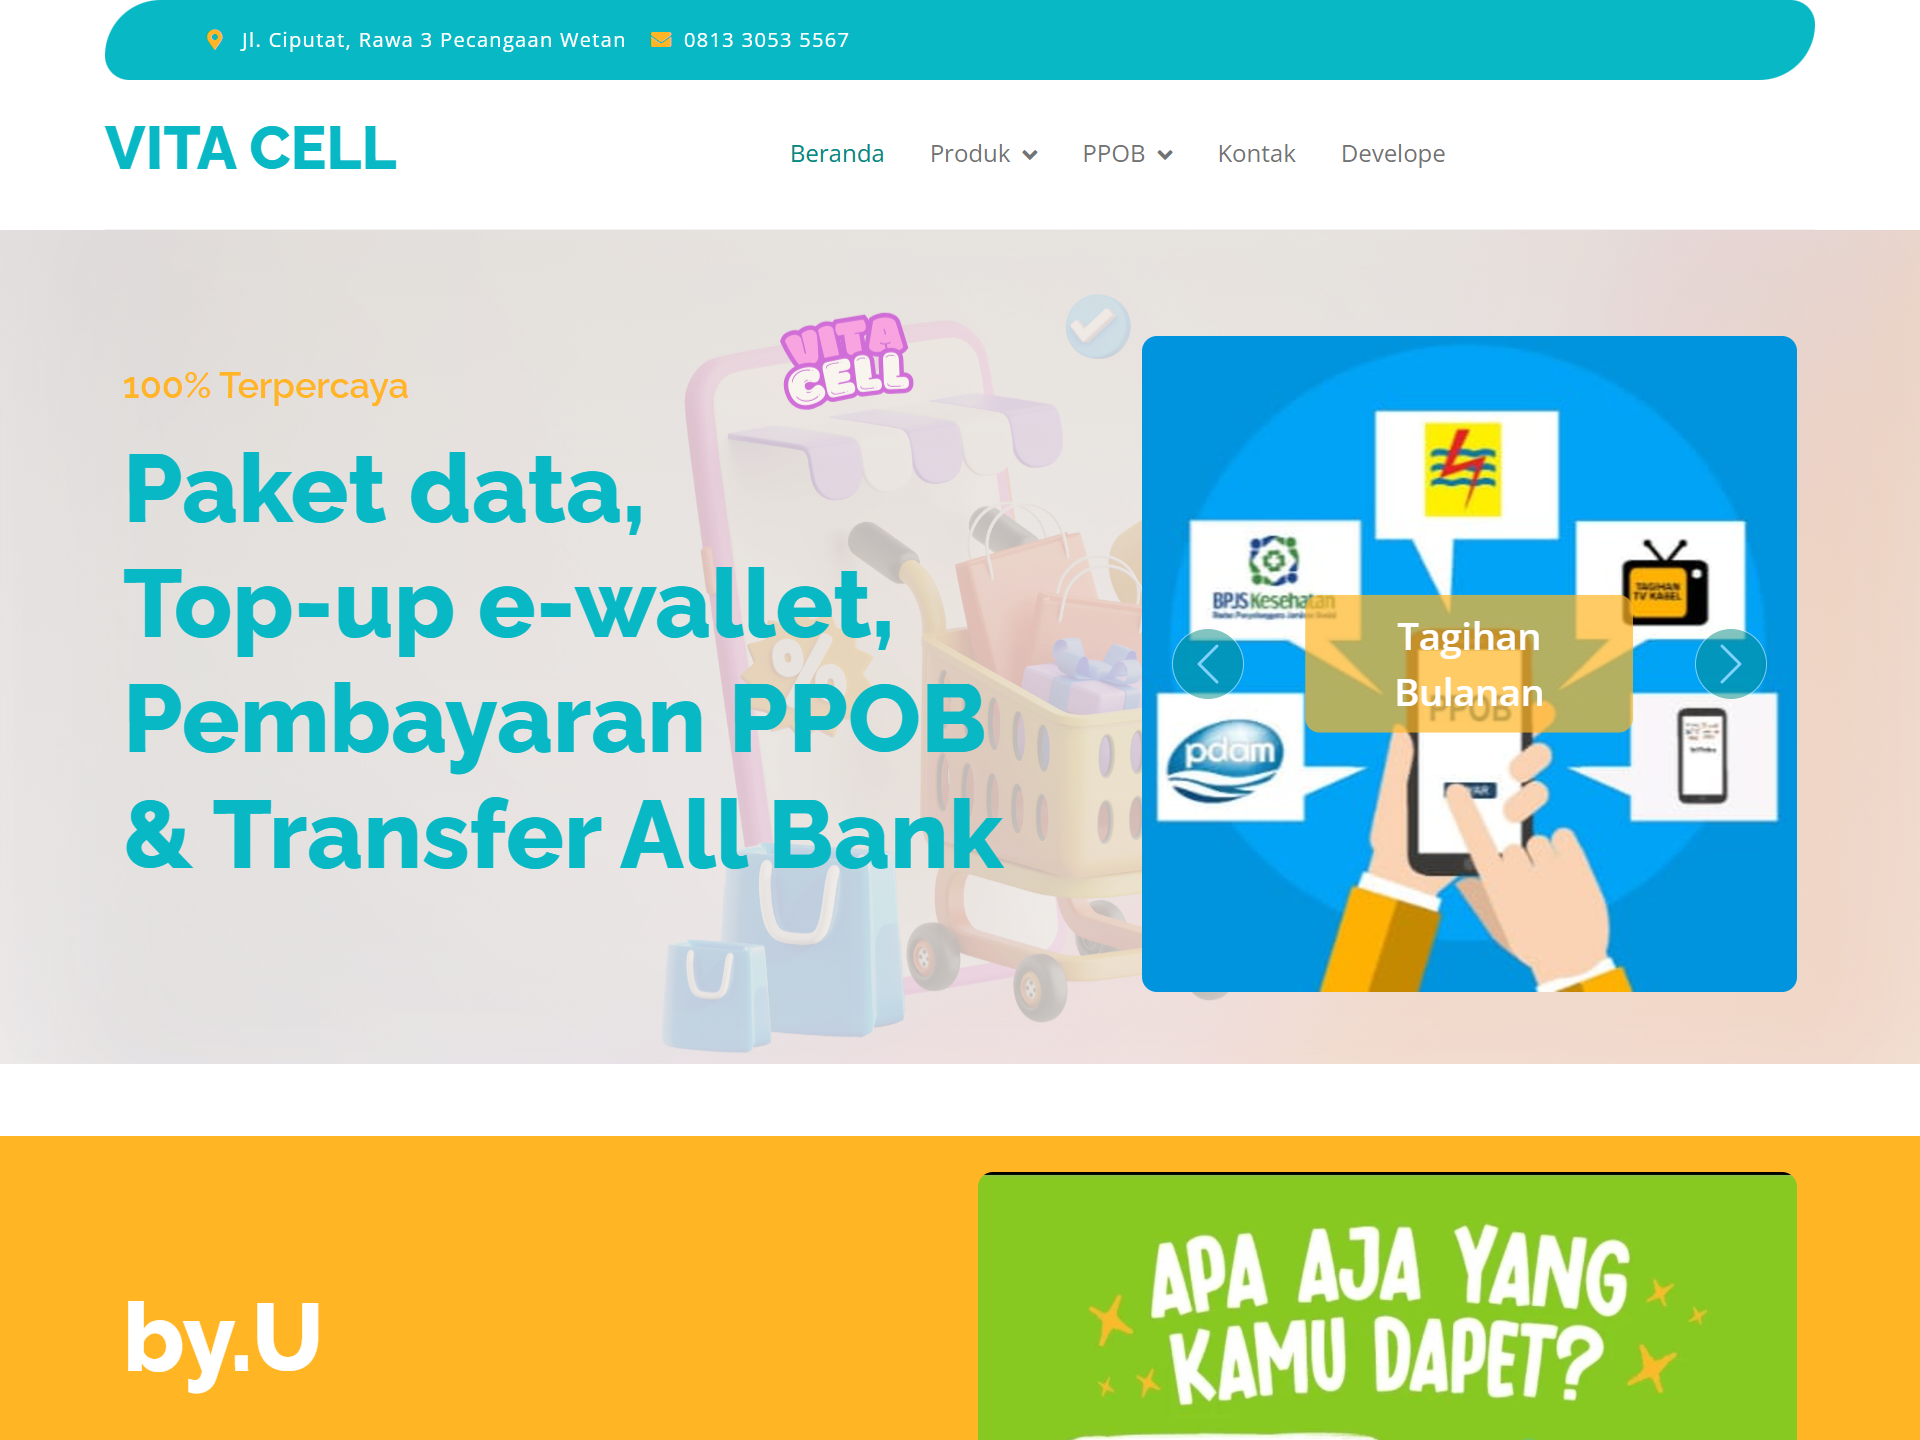 Jl. Ciputat, Rawa 3 Pecangaan Wetan 0813 3053 5567
VITA CELL
Beranda Produk PPOB Kontak Develope
VITA
CELL
100% Terpercaya
Paket data,
Top-up e-wallet,
Pembayaran PPOB
& Transfer All Bank
%
BPJS Kesehatan
TAGIHAN
TV KABEL
Tagihan
Bulanan
PPOB
pdam
by.U
APA AJA YANG
KAMU DAPET?